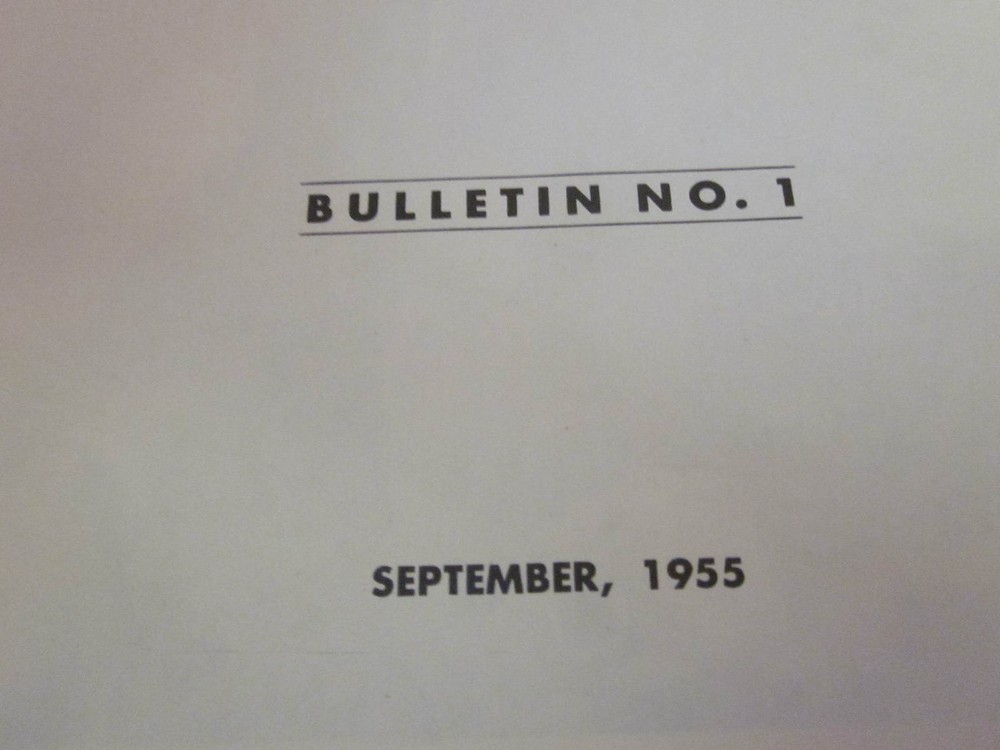 BULLETIN NO. 1
SEPTEMBER, 1955